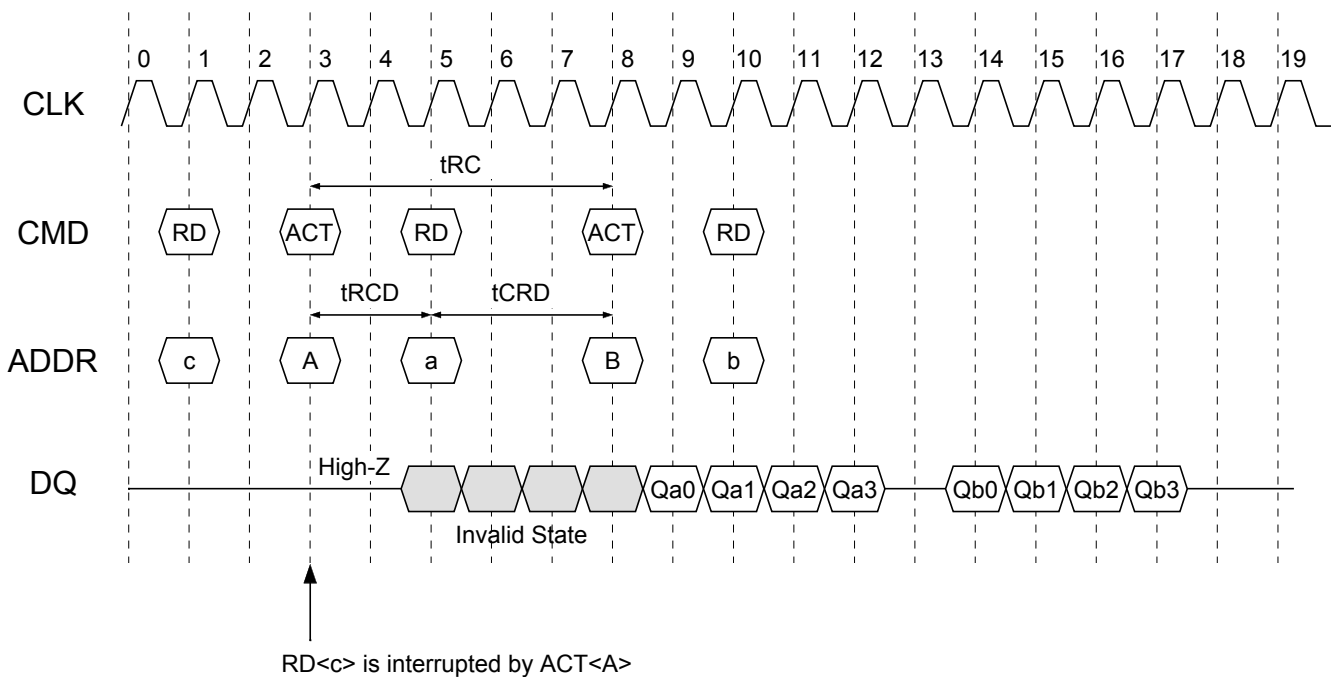 0 1 2 3 4 5 6 7 8 9 10 11 12 13 14 15 16 17 18 19
CLK
tRC
CMD RD ACT RD ACT RD
tRCD tCRD
ADDR c A a B b
High-Z
DQ Qa0 Qa1 Qa2 Qa3 Qb0 Qb1 Qb2 Qb3
Invalid State
RD<c> is interrupted by ACT<A>